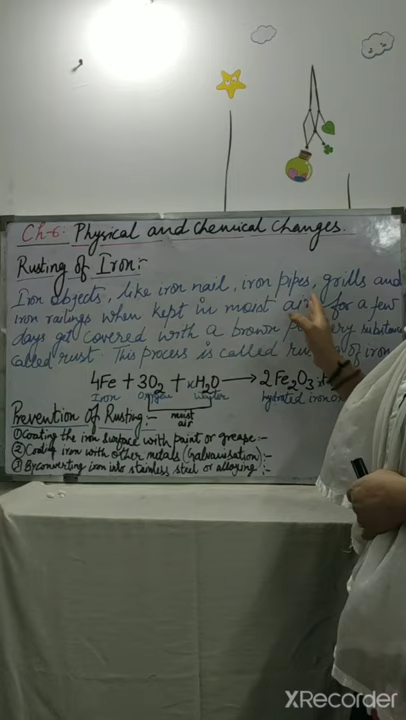 Ch-6: Physical and Chemical Changes.
Rusting of Iron:-
Iron objects, like iron nail, iron pipes, grills and
iron railings when kept in moist air for a few
days get covered with a brown substance
called rust. This process is called of iron
4Fe + 3O2 + xH2O → 2Fe2O3
Iron Oxygen Water hydrated iron
moist
air
Prevention of Rusting:-
① Coating the iron surface with paint or grease:-
② Coating iron with other metals (Galvanisation):-
③ By converting iron into stainless steel or alloying:-
XRecorder